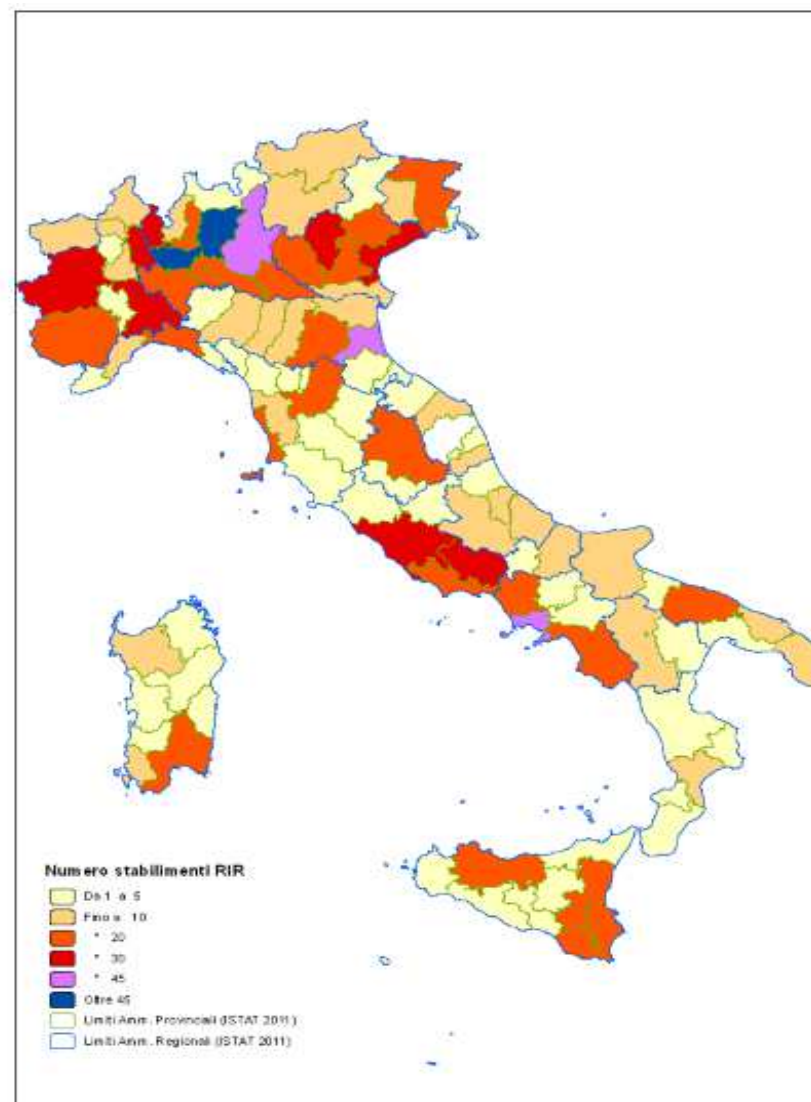 Numero stabilimenti RIR
Da 1 a 5
Fino a 10
" 20
" 30
" 45
Oltre 45
Limiti Amm. Provinciali (ISTAT 2011)
Limiti Amm. Regionali (ISTAT 2011)